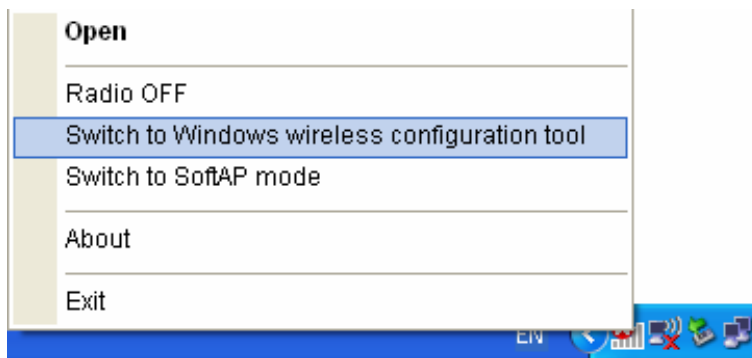 Open
Radio OFF
Switch to Windows wireless configuration tool
Switch to SoftAP mode
About
Exit
EN